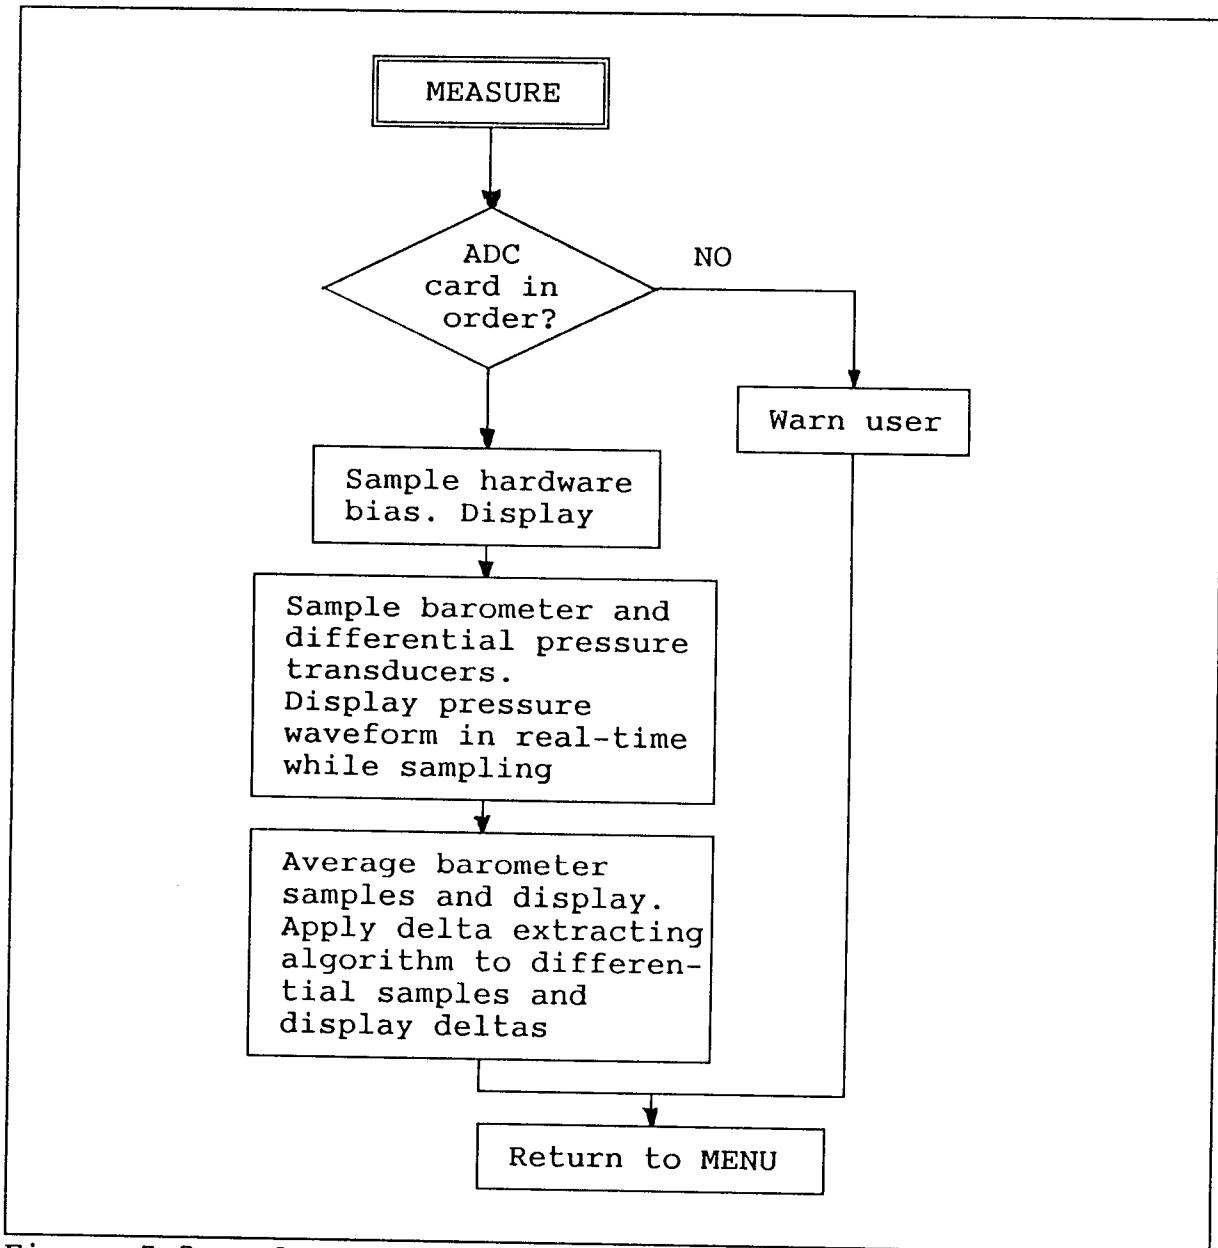 MEASURE
ADC
card in
order?
NO
Warn user
Sample hardware
bias. Display
Sample barometer and
differential pressure
transducers.
Display pressure
waveform in real-time
while sampling
Average barometer
samples and display.
Apply delta extracting
algorithm to differen-
tial samples and
display deltas
Return to MENU